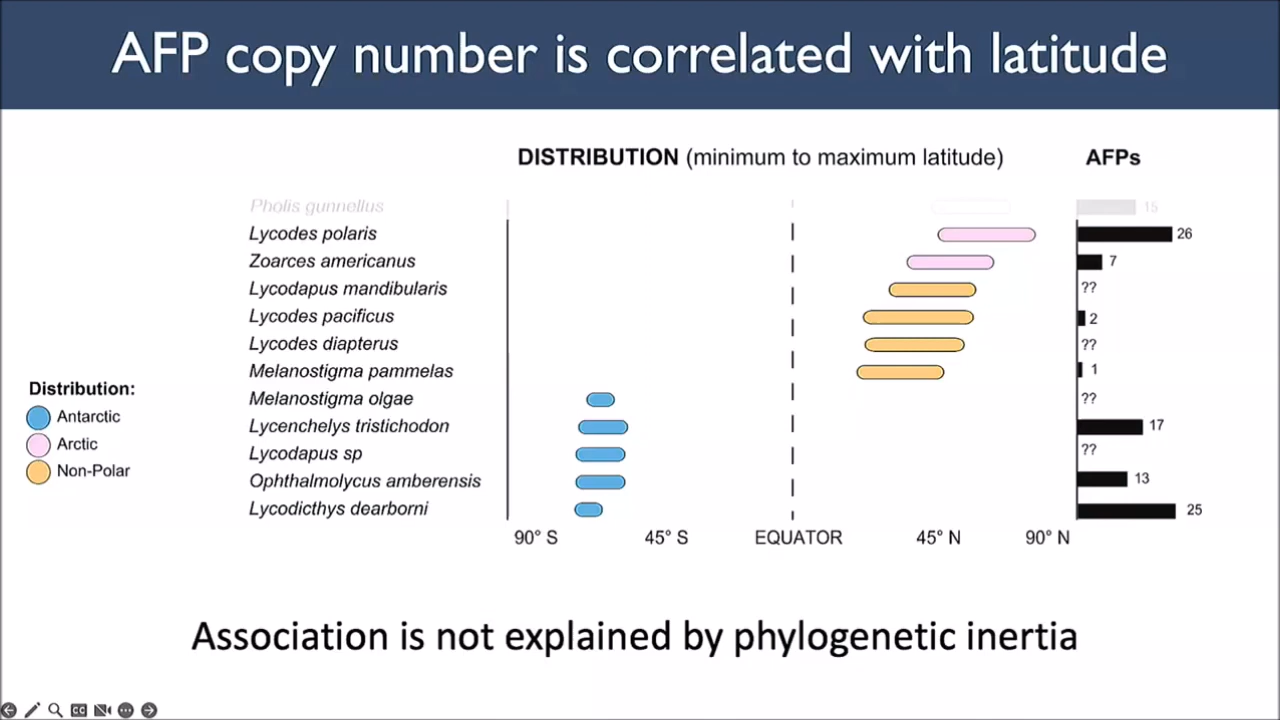 AFP copy number is correlated with latitude
DISTRIBUTION (minimum to maximum latitude) AFPs
Pholis gunnellus 15
Lycodes polaris 26
Zoarces americanus 7
Lycodapus mandibularis ??
Lycodes pacificus 2
Lycodes diapterus ??
Melanostigma pammelas 1
Melanostigma olgae ??
Lycenchelys tristichodon 17
Lycodapus sp ??
Ophthalmolycus amberensis 13
Lycodicthys dearborni 25
Distribution:
Antarctic
Arctic
Non-Polar
90° S 45° S EQUATOR 45° N 90° N
Association is not explained by phylogenetic inertia
CC